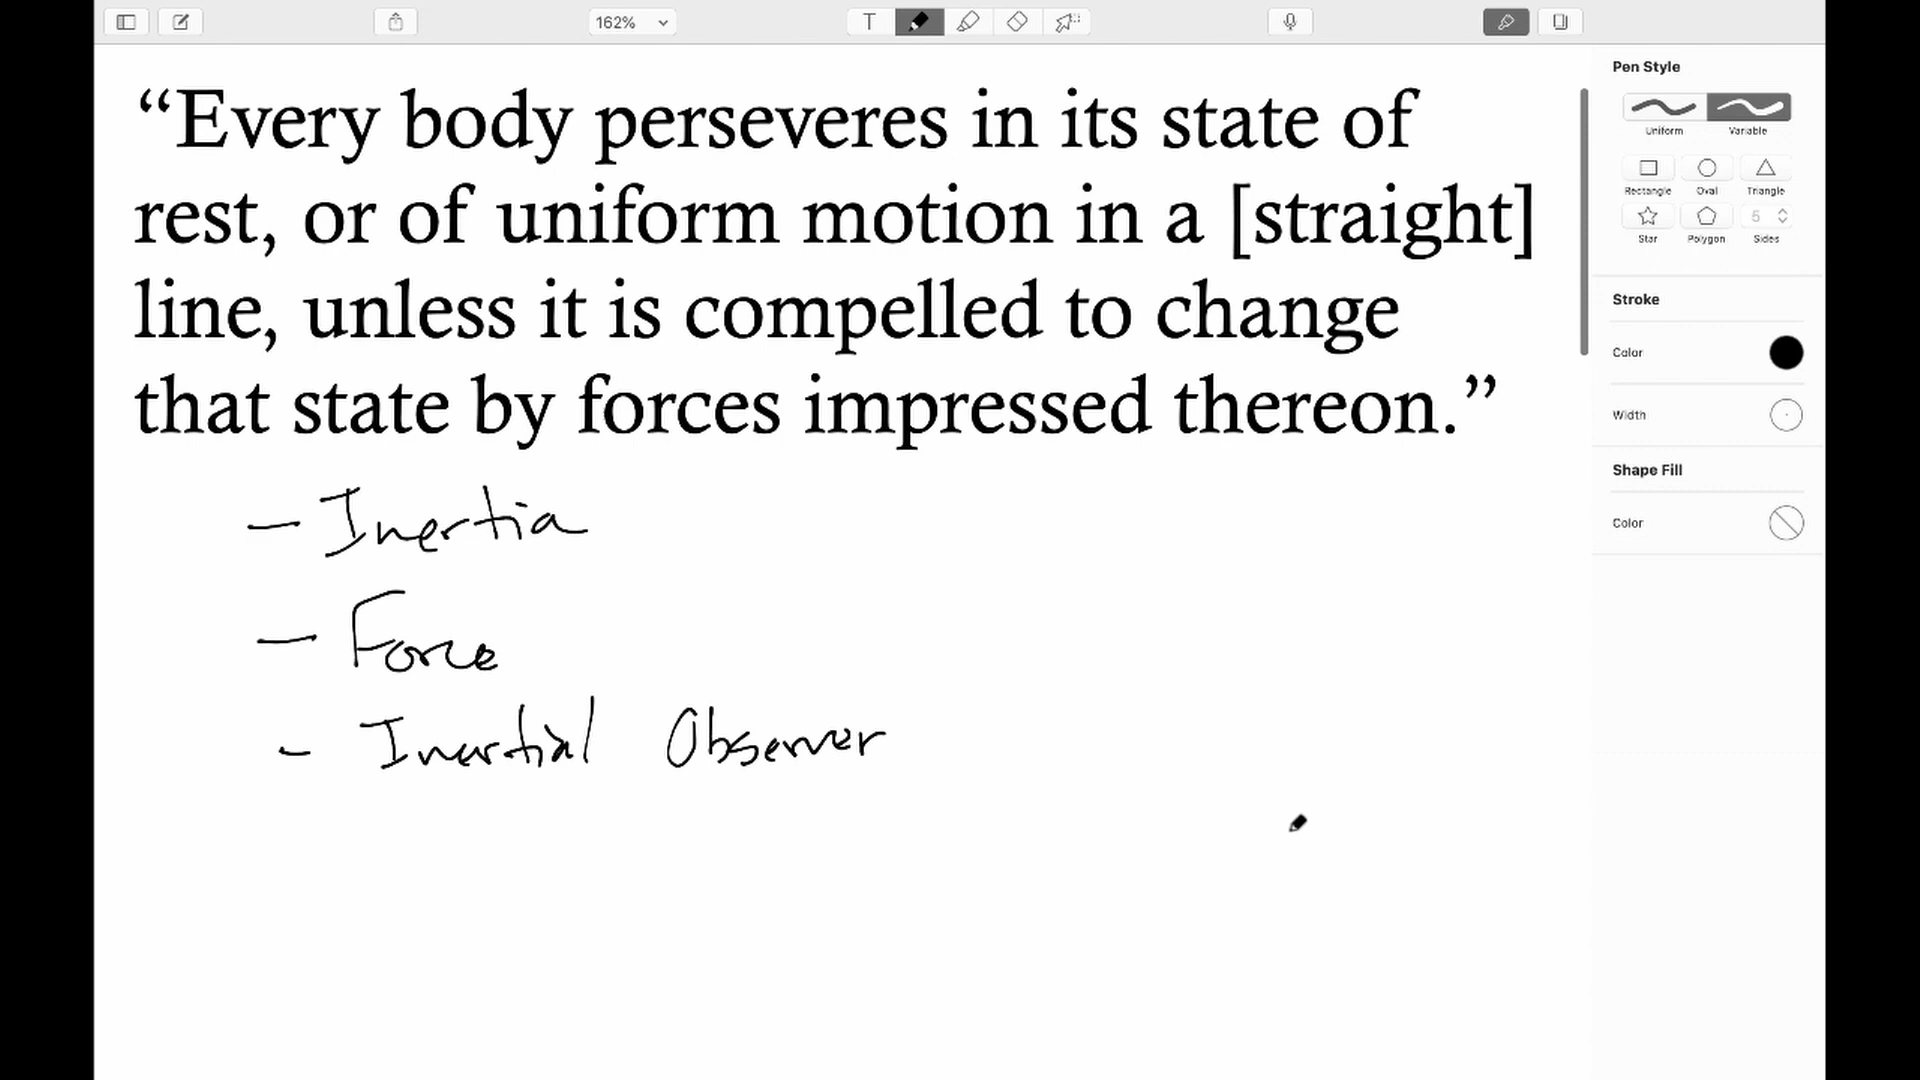 162%
T
Pen Style
“Every body perseveres in its state of
rest, or of uniform motion in a [straight]
line, unless it is compelled to change
that state by forces impressed thereon.”
- Inertia
- Force
- Inertial Observer
Uniform Variable
Rectangle Oval Triangle
5
Star Polygon Sides
Stroke
Color
Width
Shape Fill
Color